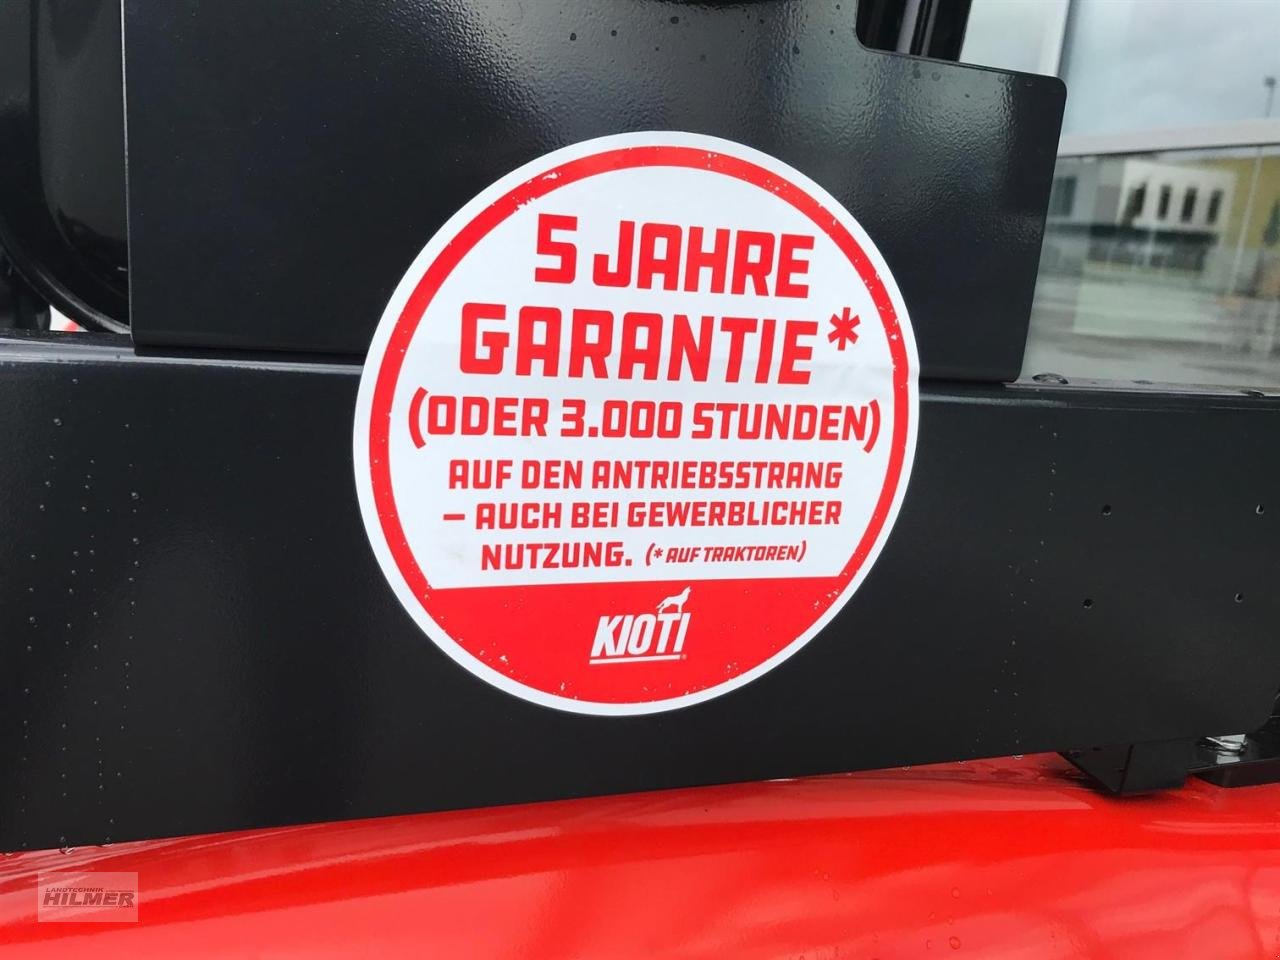 5 JAHRE
GARANTIE*
(ODER 3.000 STUNDEN)
AUF DEN ANTRIEBSSTRANG
– AUCH BEI GEWERBLICHER
NUTZUNG. (* AUF TRAKTOREN)
KIOTI
LANDTECHNIK
HILMER